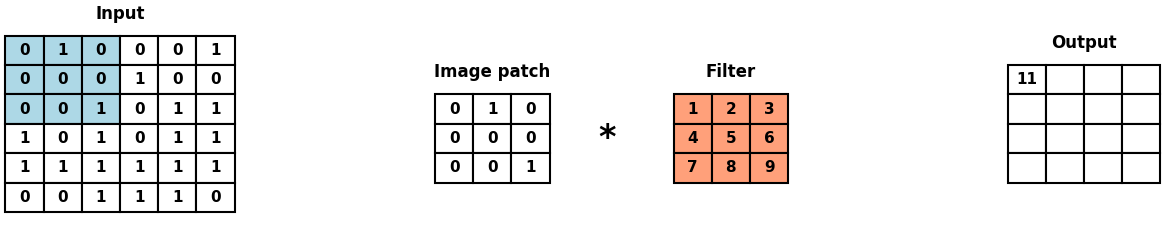 Input
0 1 0 0 0 1
0 0 0 1 0 0
0 0 1 0 1 1
1 0 1 0 1 1
1 1 1 1 1 1
0 0 1 1 1 0
Image patch
0 1 0
0 0 0
0 0 1
*
Filter
1 2 3
4 5 6
7 8 9
Output
11